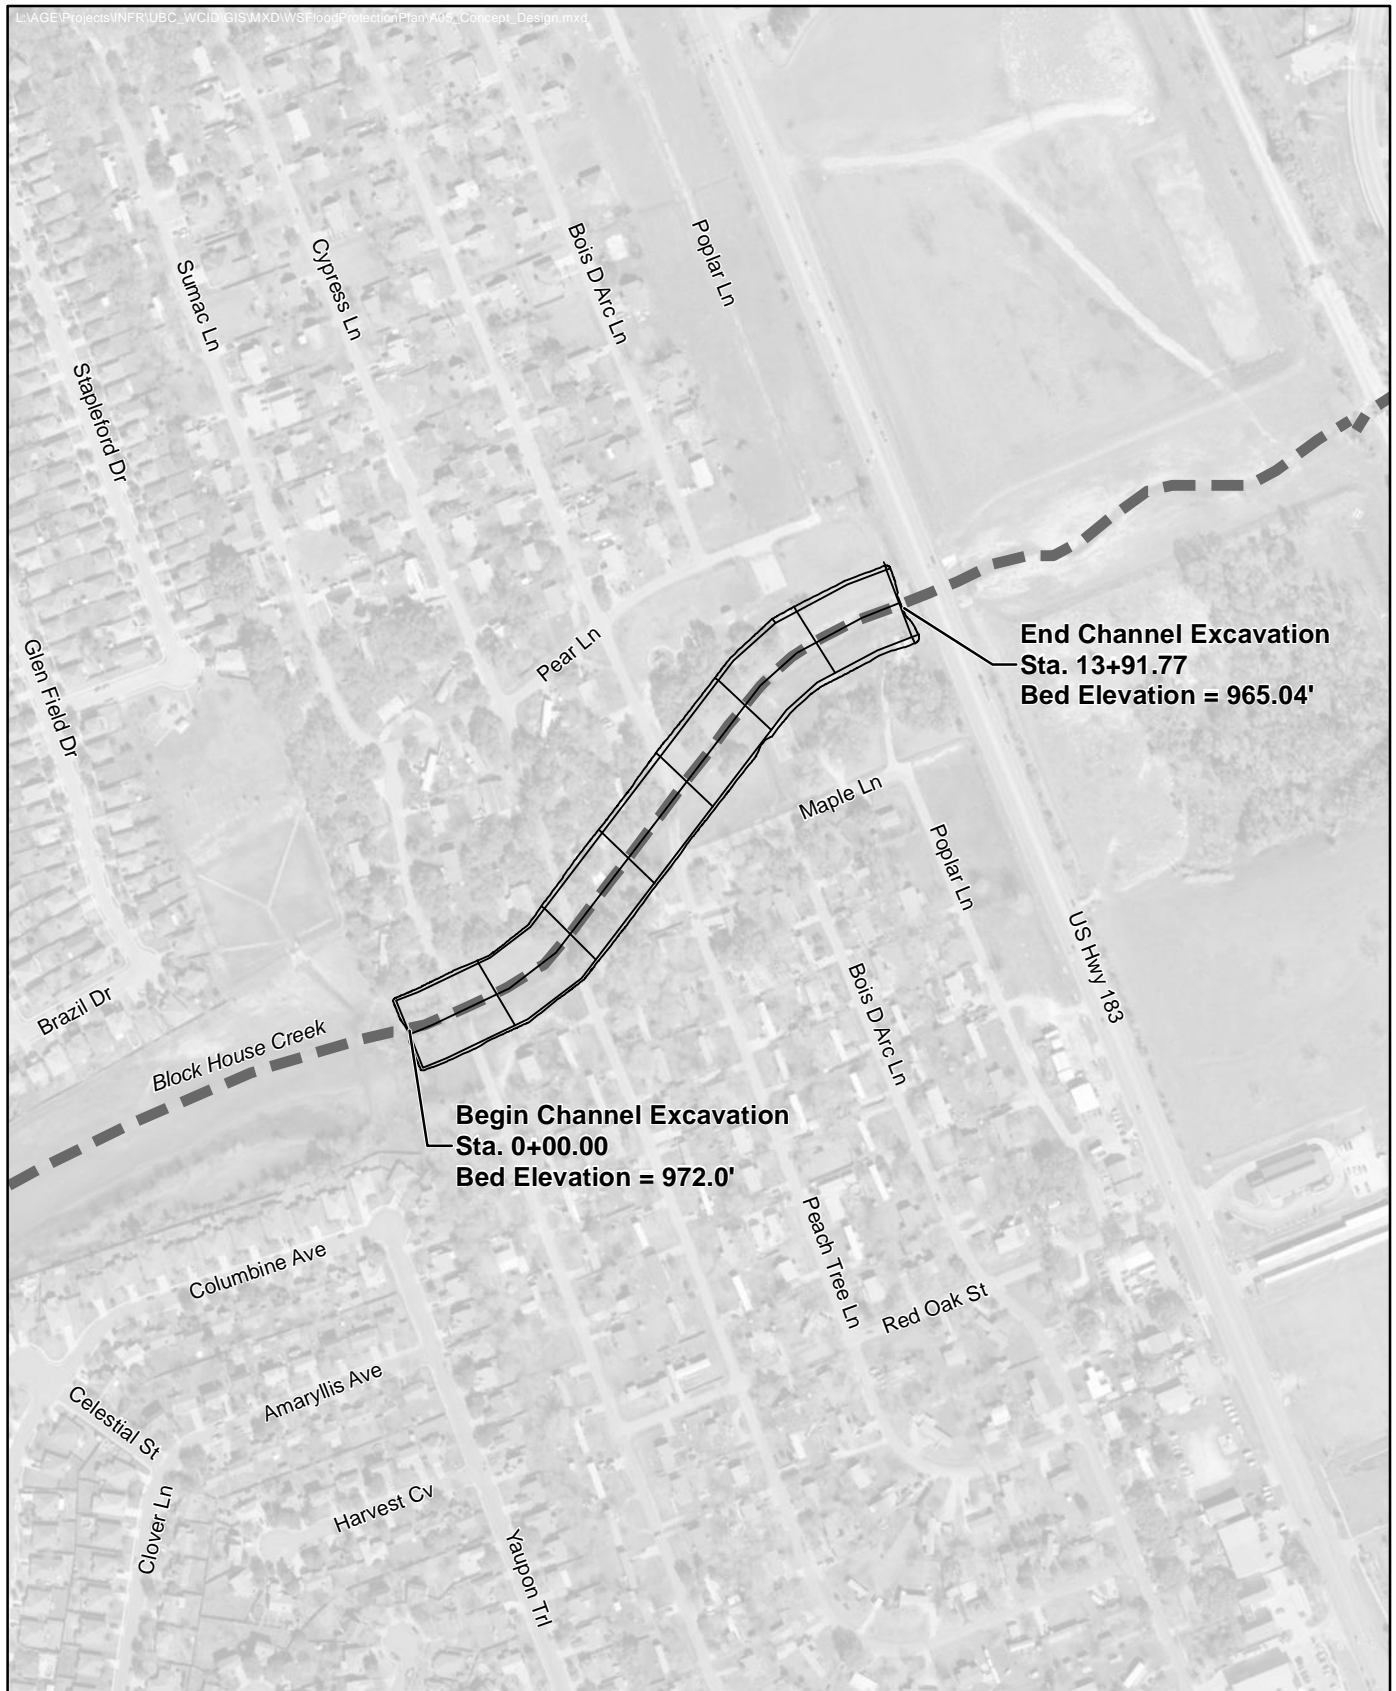 L:\AGE\Projects\INFR\UBC_WCID\GIS\MXD\WSFloodProtectionPlan\A05_Concept_Design.mxd
Poplar Ln
Bois D Arc Ln
Cypress Ln
Sumac Ln
Stapleford Dr
Pear Ln
End Channel Excavation
Sta. 13+91.77
Bed Elevation = 965.04'
Glen Field Dr
Maple Ln
Poplar Ln
US Hwy 183
Bois D Arc Ln
Brazil Dr
Block House Creek
Begin Channel Excavation
Sta. 0+00.00
Bed Elevation = 972.0'
Peach Tree Ln
Columbine Ave
Red Oak St
Amaryllis Ave
Celestial St
Harvest Cv
Clover Ln
Yaupon Trl